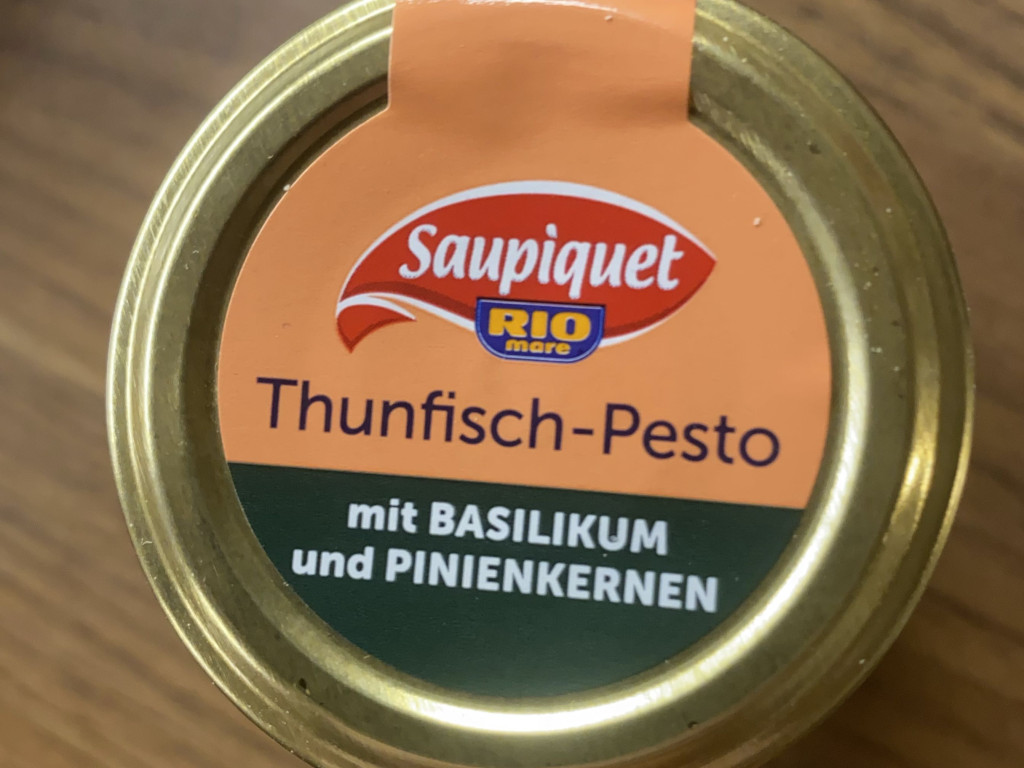 Saupiquet
RIO
mare
Thunfisch-Pesto
mit BASILIKUM
und PINIENKERNEN